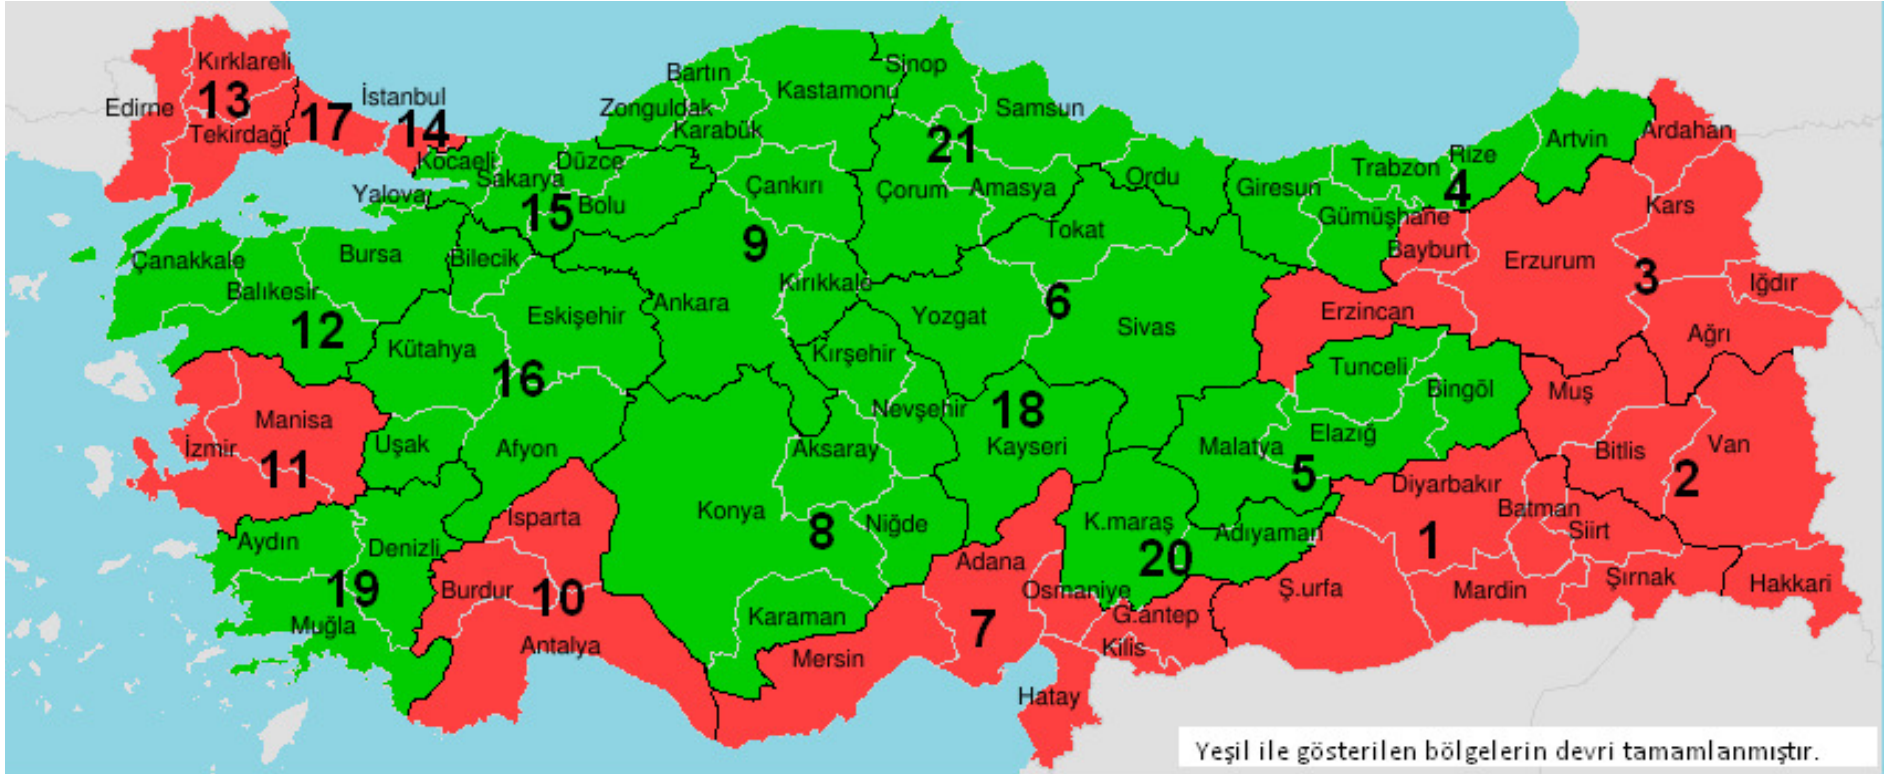 Kırklareli
13
Edirne
Tekirdağ
17
İstanbul
14
Kocaeli
Yalova
Sakarya
Düzce
15
Bolu
Zonguldak
Bartın
Karabük
Kastamonu
Sinop
Samsun
21
Çankırı
Çorum
Amasya
Ordu
Tokat
Giresun
Trabzon
Rize
4
Artvin
Gümüşhane
Bayburt
Ardahan
Kars
Erzurum
3
Iğdır
Ağrı
Erzincan
Çanakkale
Balıkesir
12
Bursa
Bilecik
Eskişehir
Kütahya
16
9
Ankara
Kırıkkale
Kırşehir
Yozgat
6
Sivas
Nevşehir
18
Kayseri
Tunceli
Bingöl
Elazığ
Malatya
5
Muş
Bitlis
Van
2
Manisa
İzmir
11
Uşak
Afyon
Isparta
Aksaray
Konya
8
Niğde
Karaman
Aydın
Denizli
19
Muğla
Burdur
10
Antalya
Mersin
Adana
7
Osmaniye
K.maraş
20
Adıyaman
G.antep
Kilis
Hatay
Ş.urfa
Diyarbakır
1
Batman
Siirt
Mardin
Şırnak
Hakkari
Yeşil ile gösterilen bölgelerin devri tamamlanmıştır.